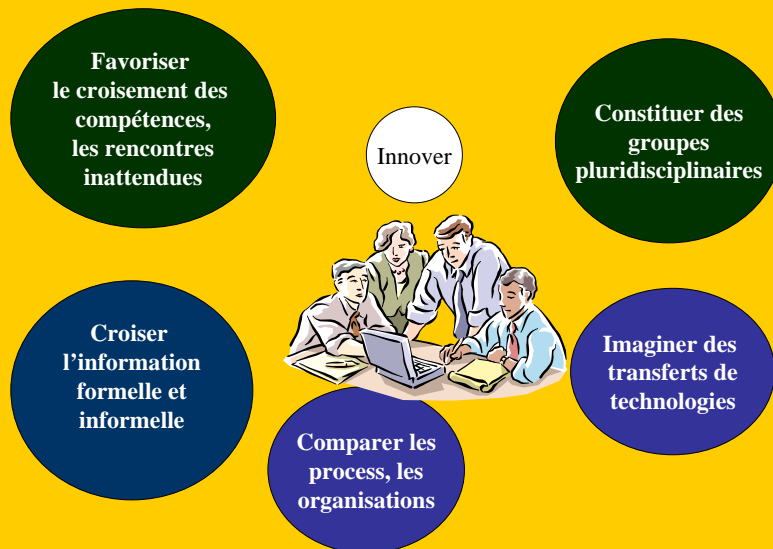 Favoriser
le croisement des
compétences,
les rencontres
inattendues
Innover
Constituer des
groupes
pluridisciplinaires
Croiser
l’information
formelle et
informelle
Imaginer des
transferts de
technologies
Comparer les
process, les
organisations